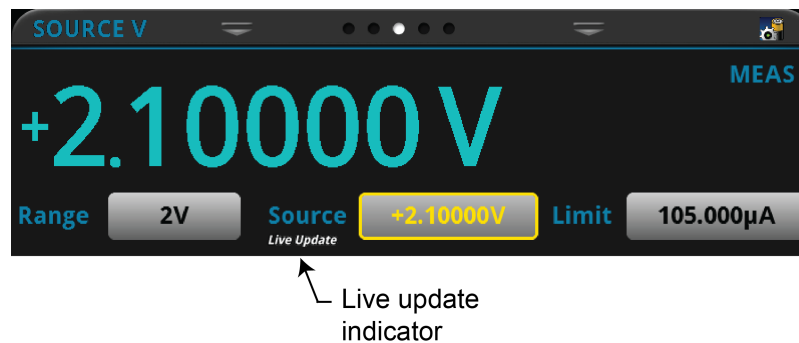 SOURCE V
MEAS
+2.10000 V
Range 2V Source +2.10000V Limit 105.000µA
Live Update
Live update
indicator